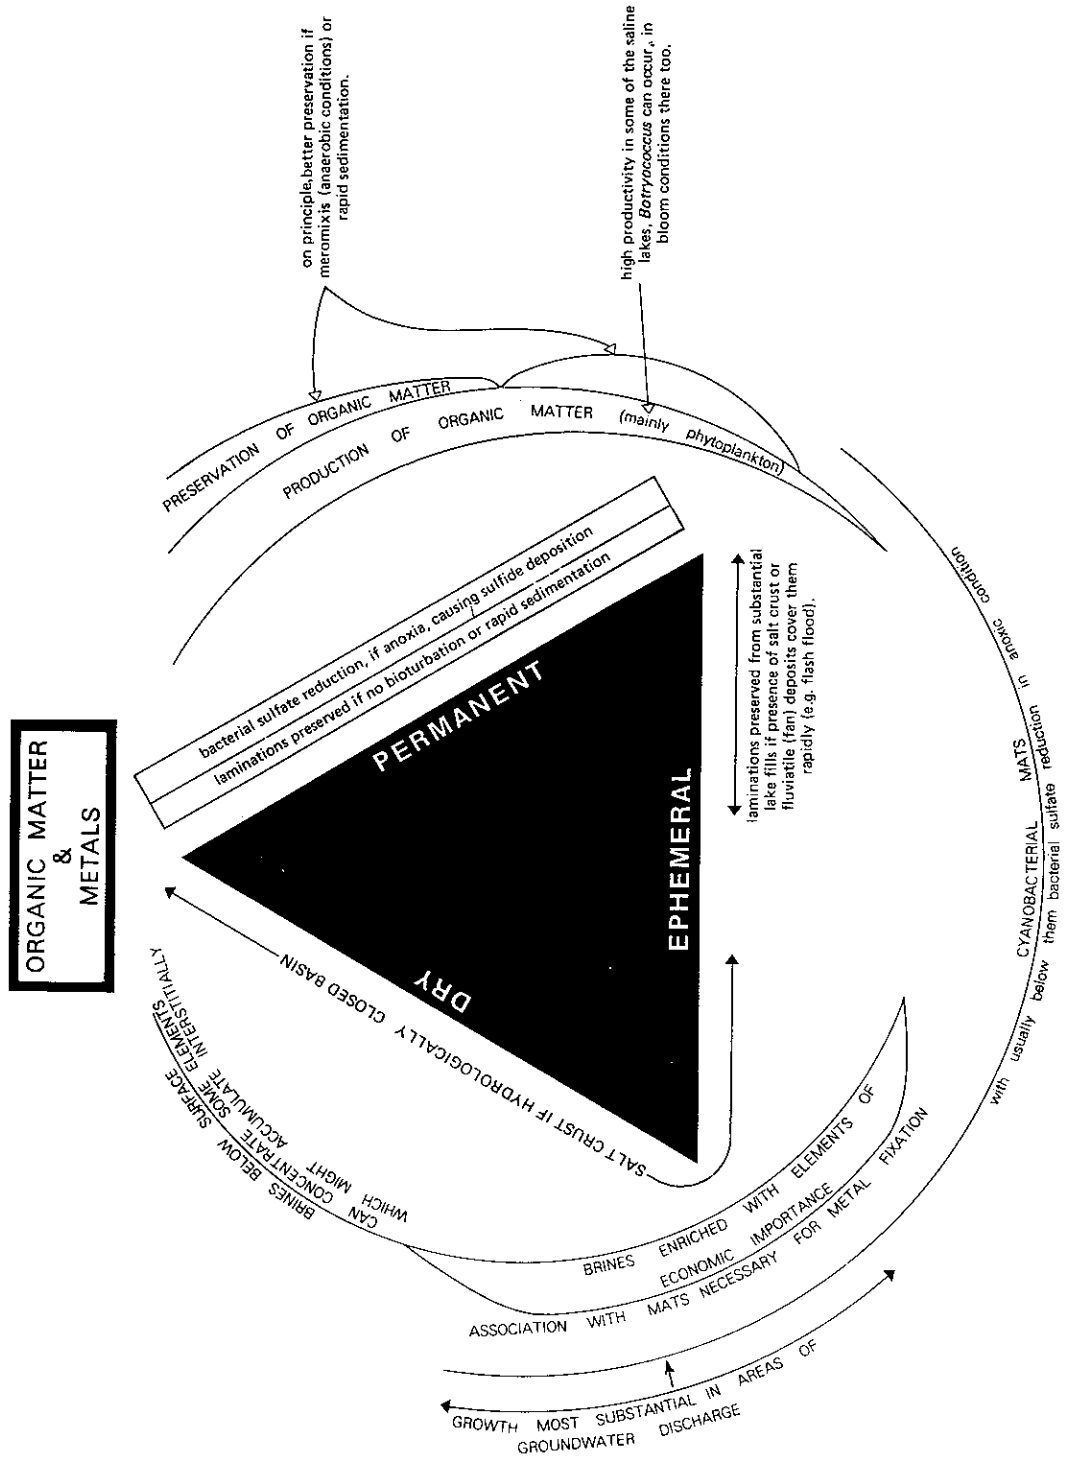 ORGANIC MATTER
&
METALS
on principle, better preservation if
meromixis (anaerobic conditions) or
rapid sedimentation.
high productivity in some of the saline
lakes, Botryococcus can occur, in
bloom conditions there too.
PRESERVATION OF ORGANIC MATTER
PRODUCTION OF ORGANIC MATTER (mainly phytoplankton)
bacterial sulfate reduction, if anoxia, causing sulfide deposition
laminations preserved if no bioturbation or rapid sedimentation
PERMANENT
DRY
EPHEMERAL
SALT CRUST IF HYDROLOGICALLY CLOSED BASIN
laminations preserved from substantial
lake fills if presence of salt crust or
fluviatile (fan) deposits cover them
rapidly (e.g. flash flood).
BRINES BELOW SURFACE
CAN CONCENTRATE SOME ELEMENTS
WHICH MIGHT ACCUMULATE INTERSTITIALLY
BRINES ENRICHED WITH ELEMENTS OF
ECONOMIC IMPORTANCE
ASSOCIATION WITH MATS NECESSARY FOR METAL FIXATION
CYANOBACTERIAL MATS
with usually below them bacterial sulfate reduction in anoxic condition
GROWTH MOST SUBSTANTIAL IN AREAS OF
GROUNDWATER DISCHARGE